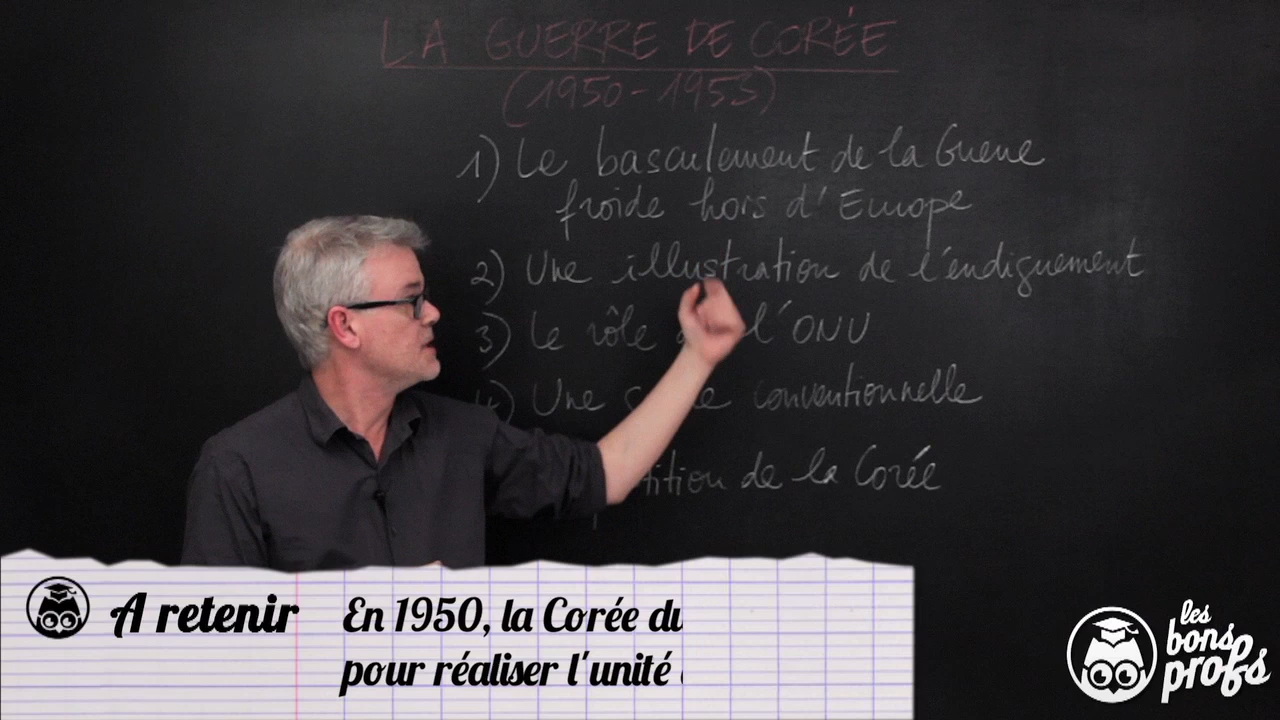 LA GUERRE DE CORÉE
(1950-1953)
1) Le basculement de la Guerre
froide hors d'Europe
2) Une illustration de l'endiguement
3) Le rôle l'ONU
4) Une conventionnelle
de la Corée
A retenir
En 1950, la Corée du
pour réaliser l'unité
les
bons
profs